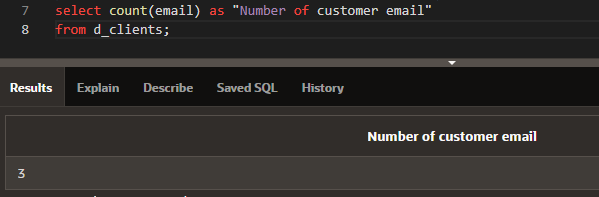 7 select count(email) as "Number of customer email"
8 from d_clients;
Results Explain Describe Saved SQL History
Number of customer email
3